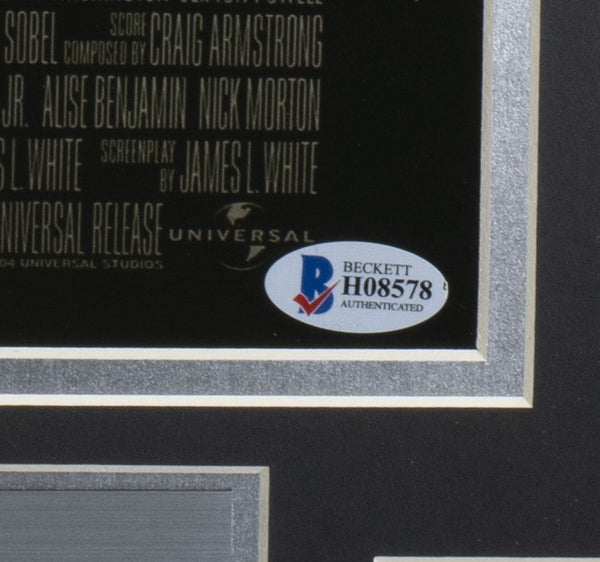 SOBEL SCORE COMPOSED BY CRAIG ARMSTRONG
JR. ALISE BENJAMIN NICK MORTON
L. WHITE SCREENPLAY BY JAMES L. WHITE
UNIVERSAL RELEASE UNIVERSAL
04 UNIVERSAL STUDIOS
BECKETT
H08578
AUTHENTICATED